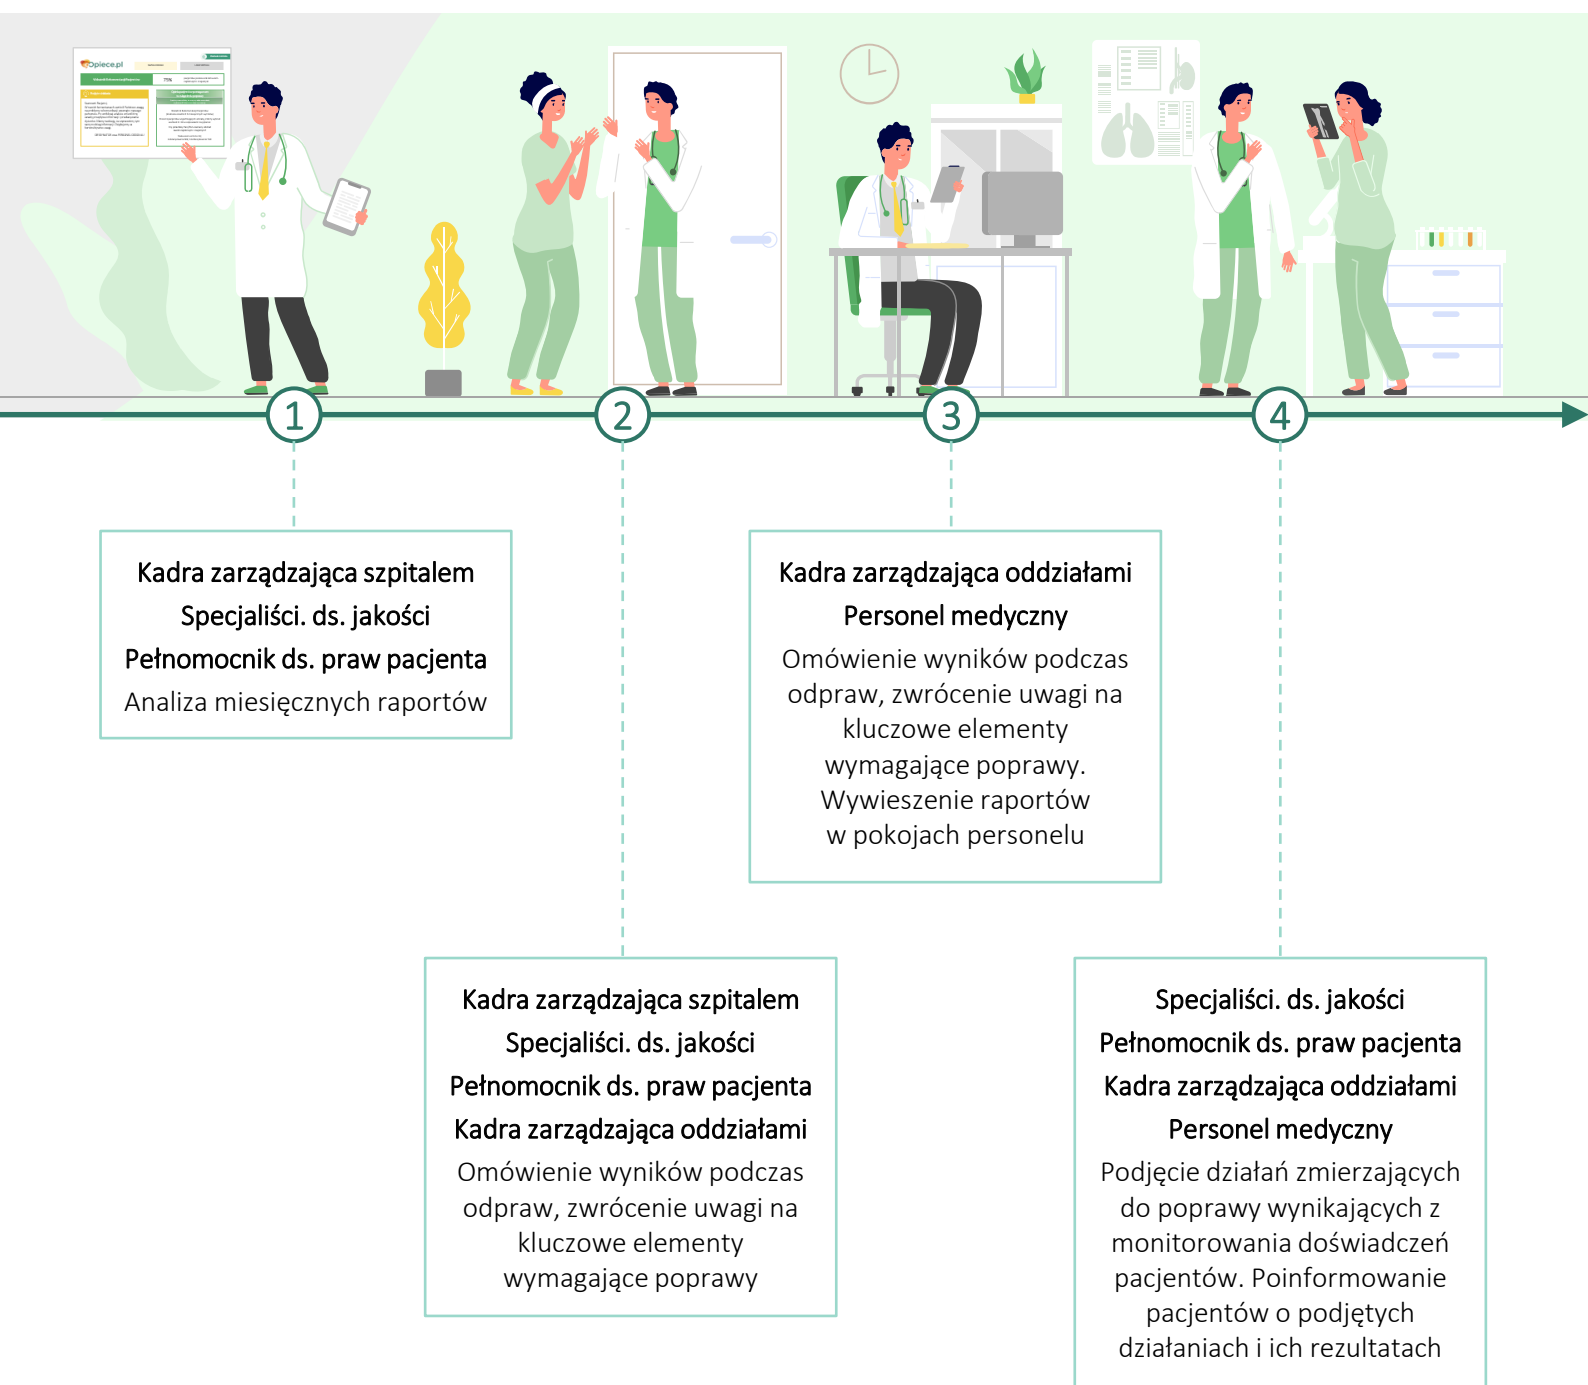 Opiece.pl
75%
1
2
3
4
Kadra zarządzająca szpitalem
Specjaliści. ds. jakości
Pełnomocnik ds. praw pacjenta
Analiza miesięcznych raportów
Kadra zarządzająca szpitalem
Specjaliści. ds. jakości
Pełnomocnik ds. praw pacjenta
Kadra zarządzająca oddziałami
Omówienie wyników podczas
odpraw, zwrócenie uwagi na
kluczowe elementy
wymagające poprawy
Kadra zarządzająca oddziałami
Personel medyczny
Omówienie wyników podczas
odpraw, zwrócenie uwagi na
kluczowe elementy
wymagające poprawy.
Wywieszenie raportów
w pokojach personelu
Specjaliści. ds. jakości
Pełnomocnik ds. praw pacjenta
Kadra zarządzająca oddziałami
Personel medyczny
Podjęcie działań zmierzających
do poprawy wynikających z
monitorowania doświadczeń
pacjentów. Poinformowanie
pacjentów o podjętych
działaniach i ich rezultatach